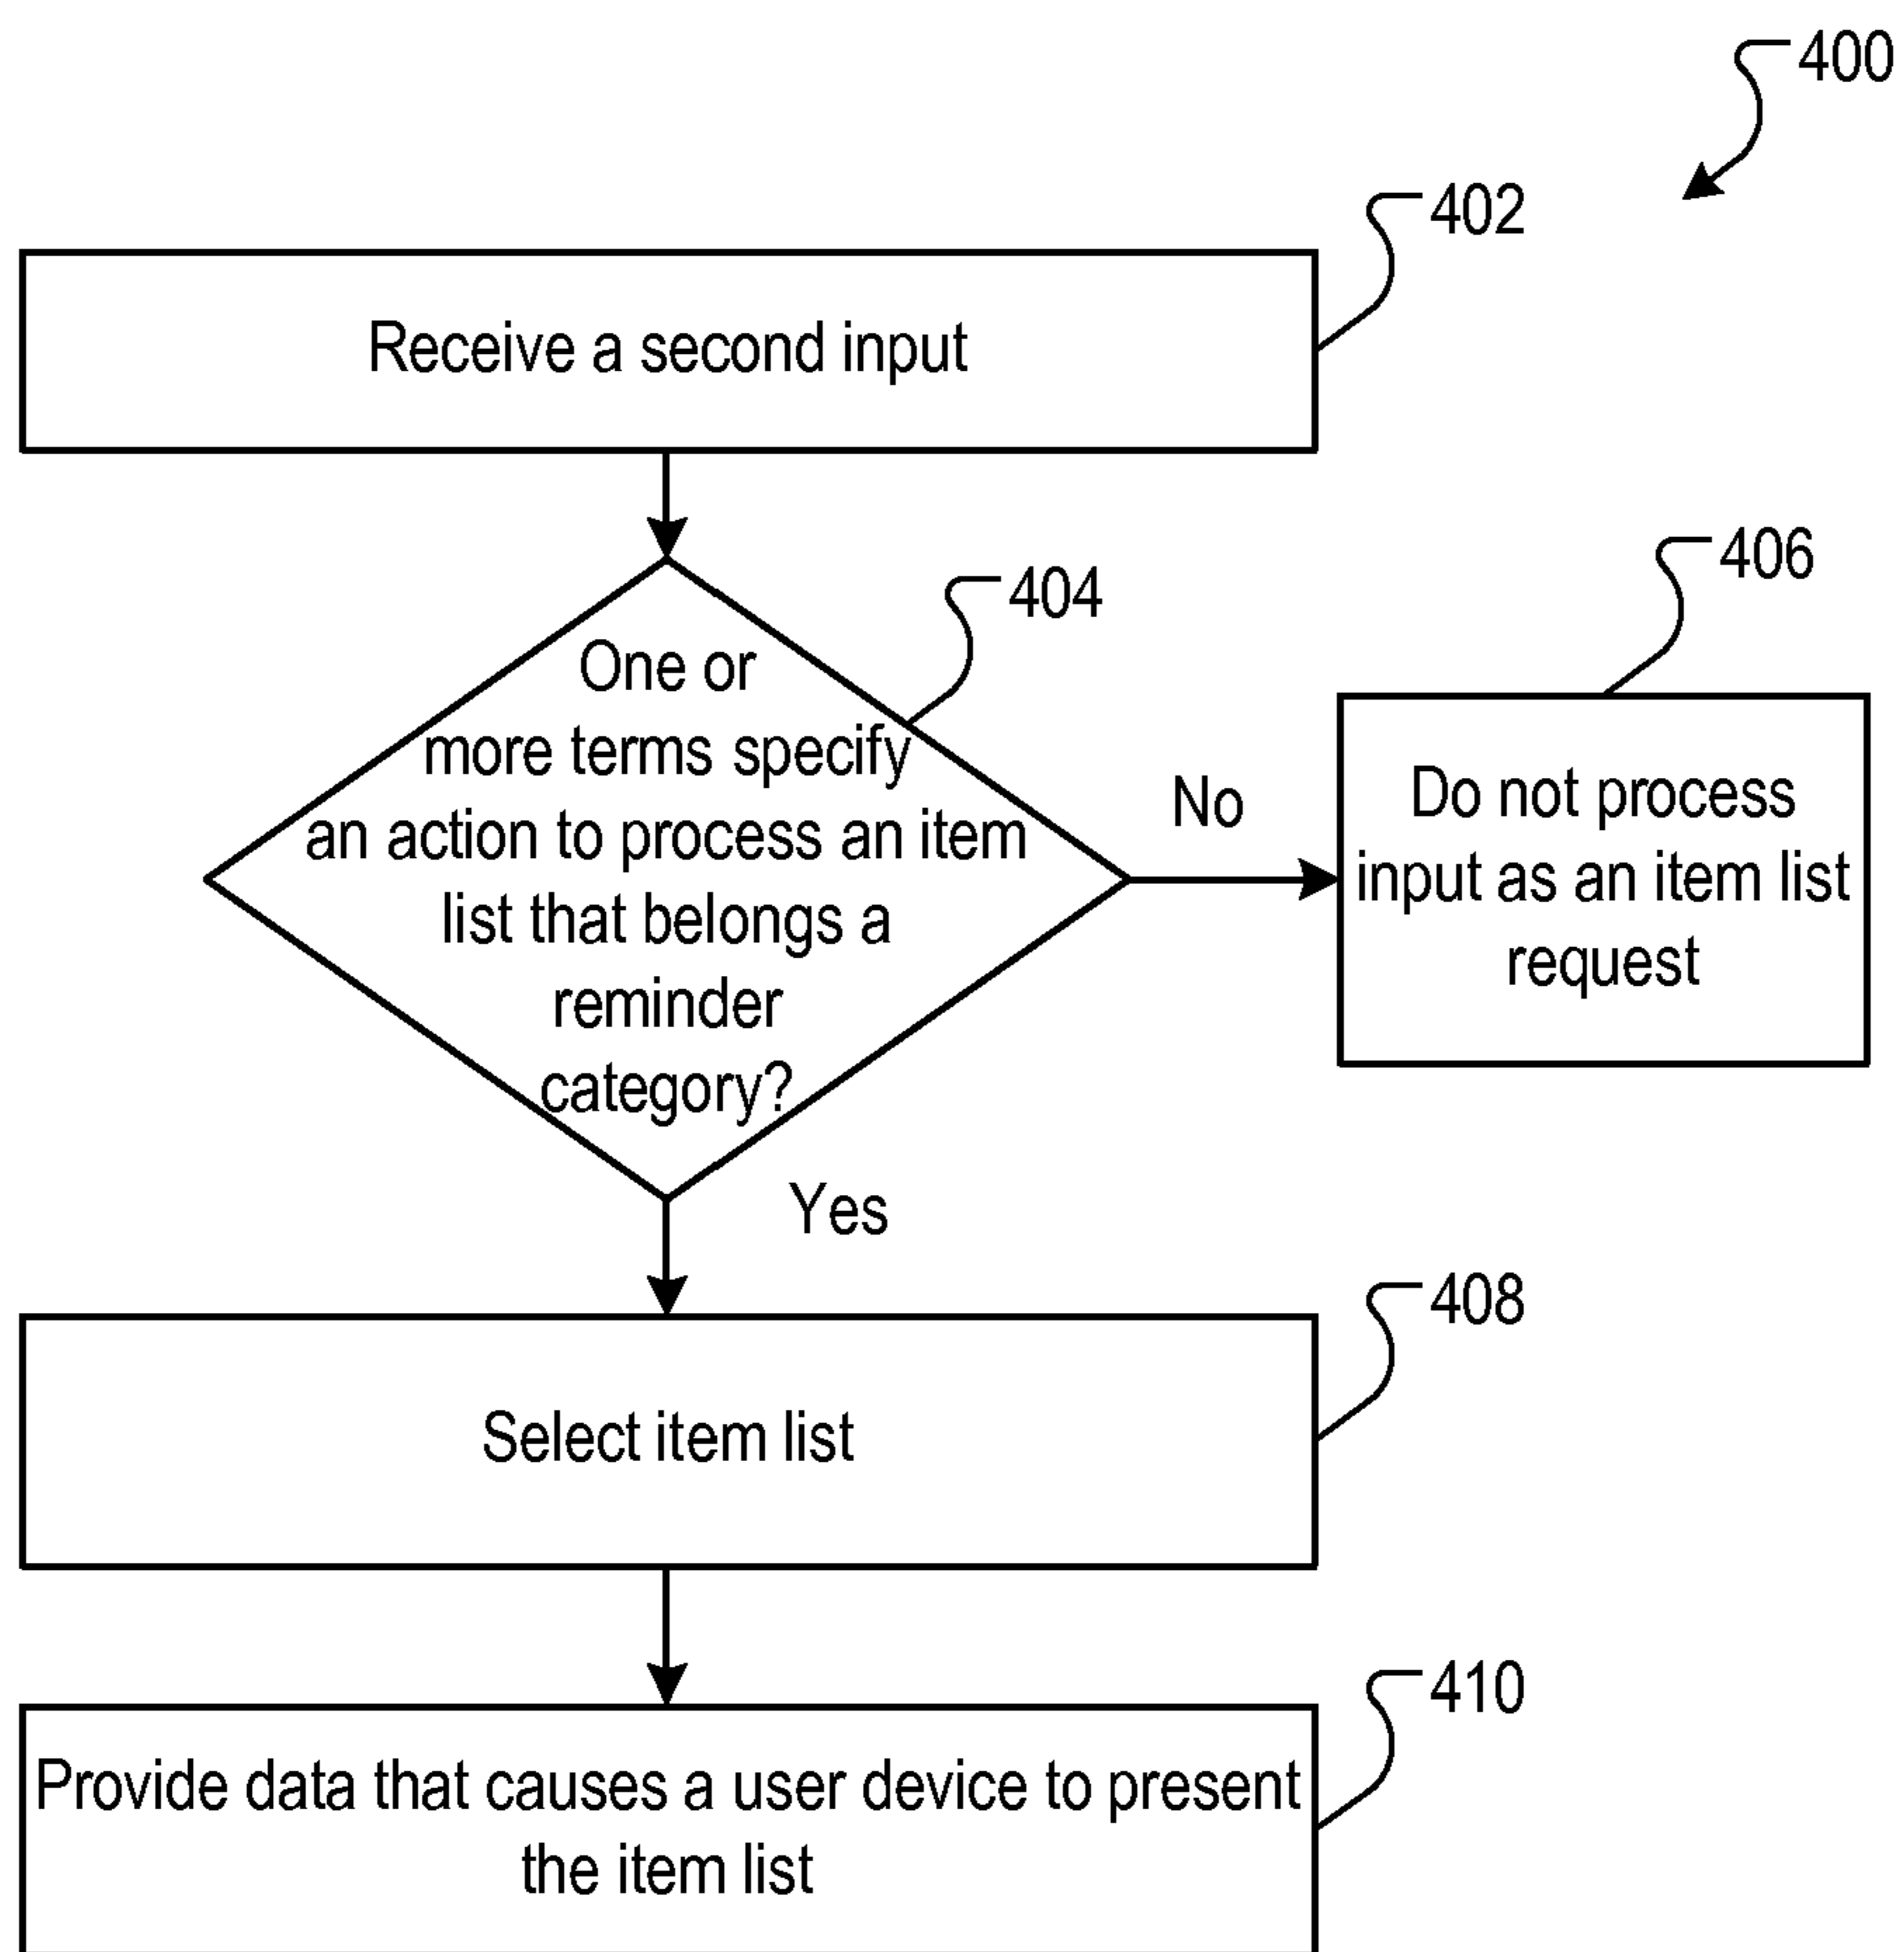 400
402
Receive a second input
404
One or
more terms specify
an action to process an item
list that belongs a
reminder
category?
No
406
Do not process
input as an item list
request
Yes
408
Select item list
410
Provide data that causes a user device to present
the item list